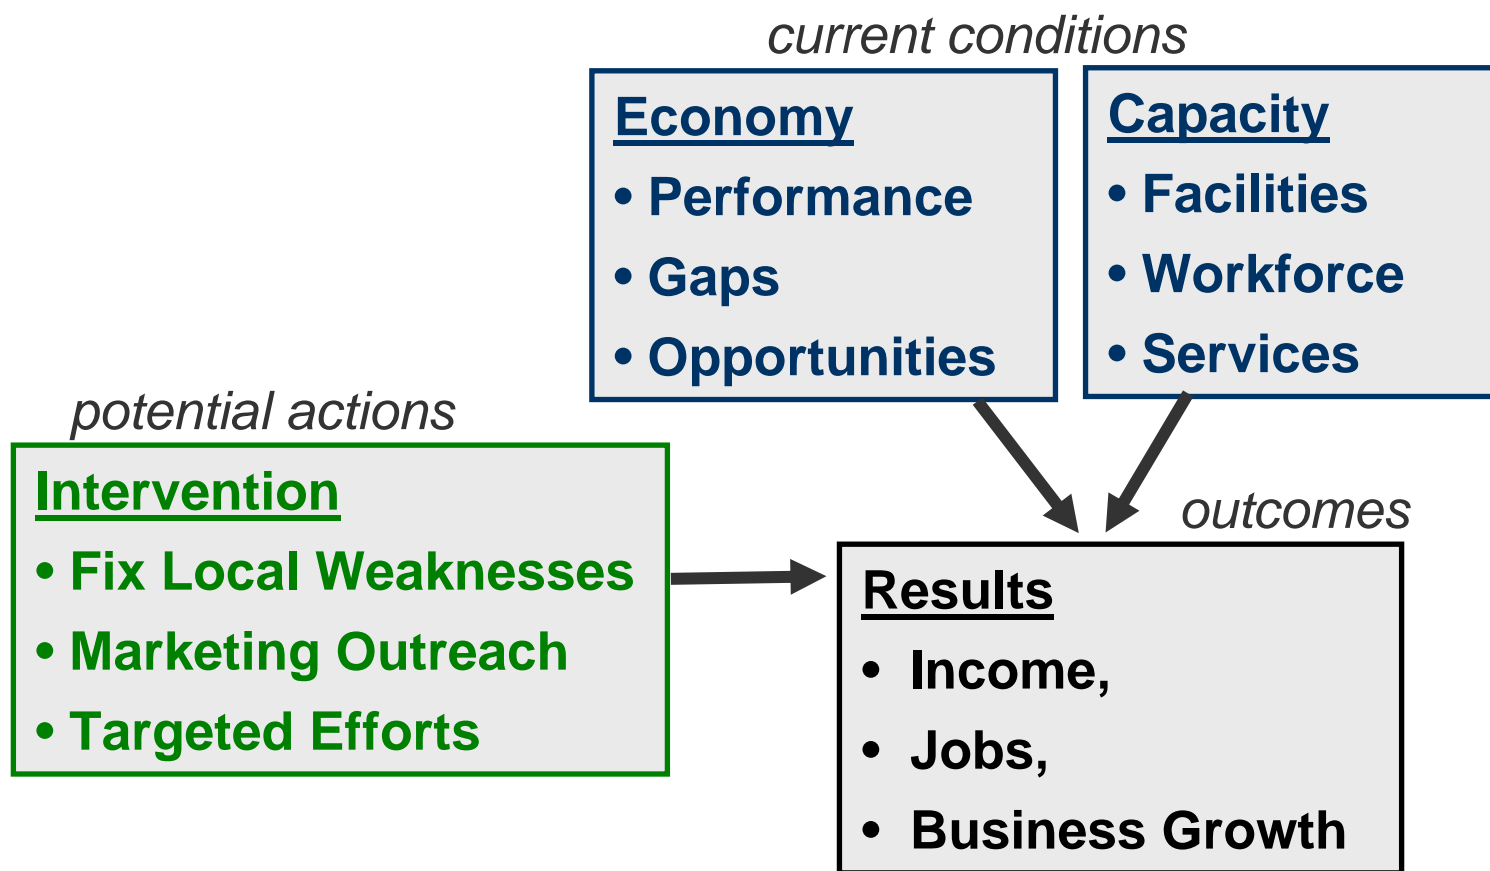 current conditions
Economy
• Performance
• Gaps
• Opportunities
Capacity
• Facilities
• Workforce
• Services
potential actions
Intervention
• Fix Local Weaknesses
• Marketing Outreach
• Targeted Efforts
outcomes
Results
• Income,
• Jobs,
• Business Growth